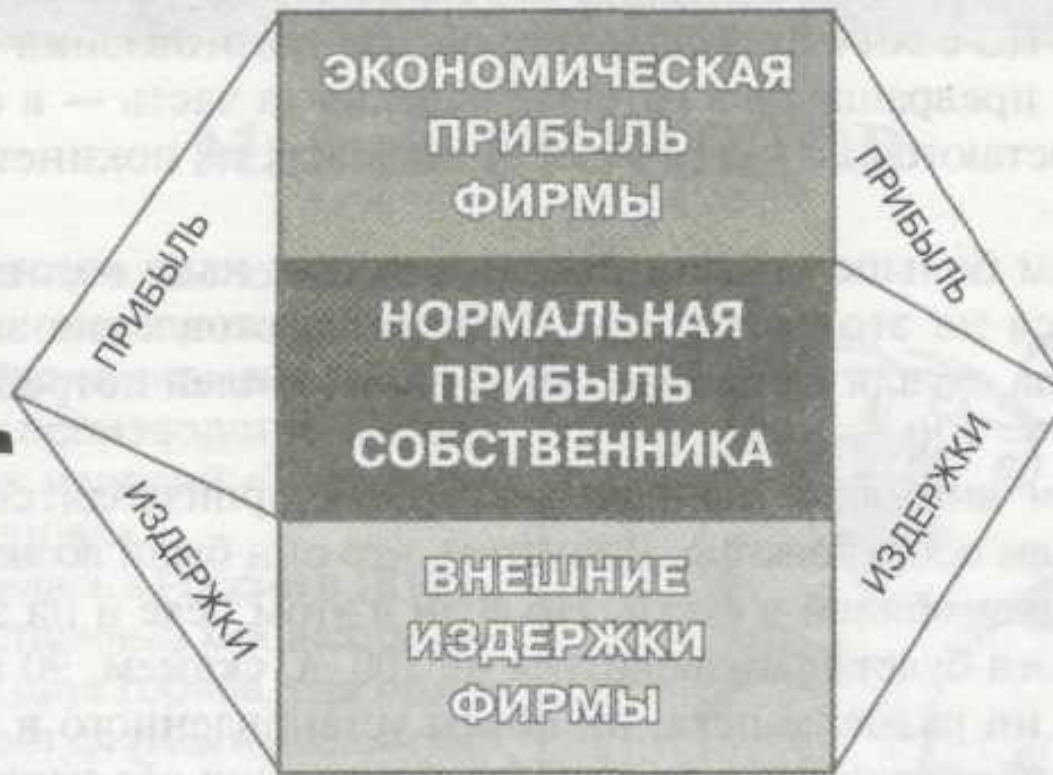 ЭКОНОМИЧЕСКАЯ
ПРИБЫЛЬ
ФИРМЫ
НОРМАЛЬНАЯ
ПРИБЫЛЬ
СОБСТВЕННИКА
ВНЕШНИЕ
ИЗДЕРЖКИ
ФИРМЫ
ПРИБЫЛЬ
ИЗДЕРЖКИ
ПРИБЫЛЬ
ИЗДЕРЖКИ